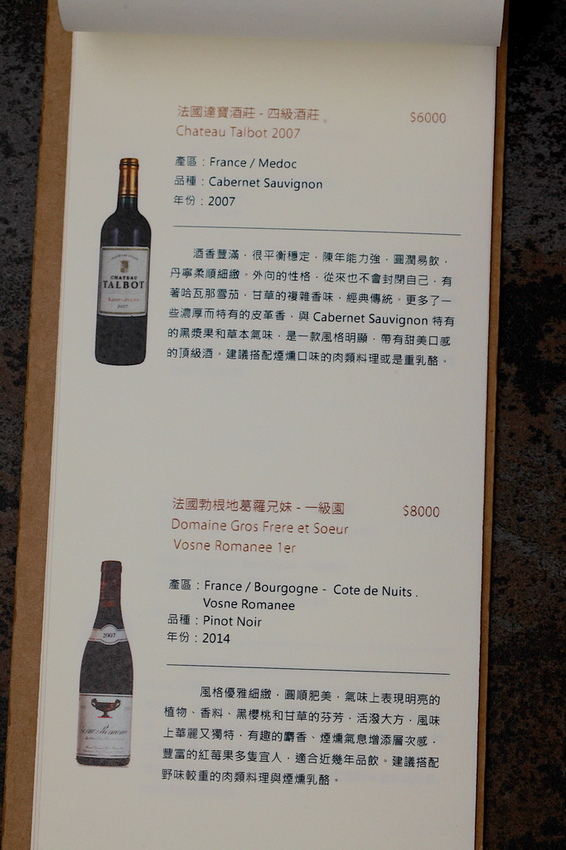 法國達寶酒莊 - 四級酒莊。 $6000
Chateau Talbot 2007
產區：France / Medoc
品種：Cabernet Sauvignon
年份：2007
CHATEAU
TALBOT
2007
酒香豐滿，很平衡穩定，陳年能力強，圓潤易飲，
丹寧柔順細緻。外向的性格，從來也不會封閉自己，有
著哈瓦那雪茄，甘草的複雜香味，經典傳統。更多了一
些濃厚而特有的皮革香，與 Cabernet Sauvignon 特有
的黑漿果和草本氣味，是一款風格明顯，帶有甜美口感
的頂級酒。建議搭配煙燻口味的肉類料理或是重乳酪。
法國勃根地葛羅兄妹 - 一級園 $8000
Domaine Gros Frere et Soeur
Vosne Romanee 1er
產區：France / Bourgogne - Cote de Nuits .
Vosne Romanee
品種：Pinot Noir
年份：2014
2007
風格優雅細緻，圓順肥美，氣味上表現明亮的
植物、香料、黑櫻桃和甘草的芬芳，活潑大方，風味
上華麗又獨特，有趣的麝香、煙燻氣息增添層次感，
豐富的紅莓果多隻宜人，適合近幾年品飲。建議搭配
野味較重的肉類料理與煙燻乳酪。